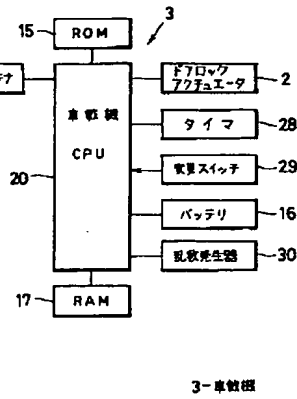 15
ROM
3
テナ
ドアロック
アクチュエータ
2
車載機
CPU
タイマ
28
変更スイッチ
29
20
バッテリ
16
乱数発生器
30
17
RAM
3-車載機